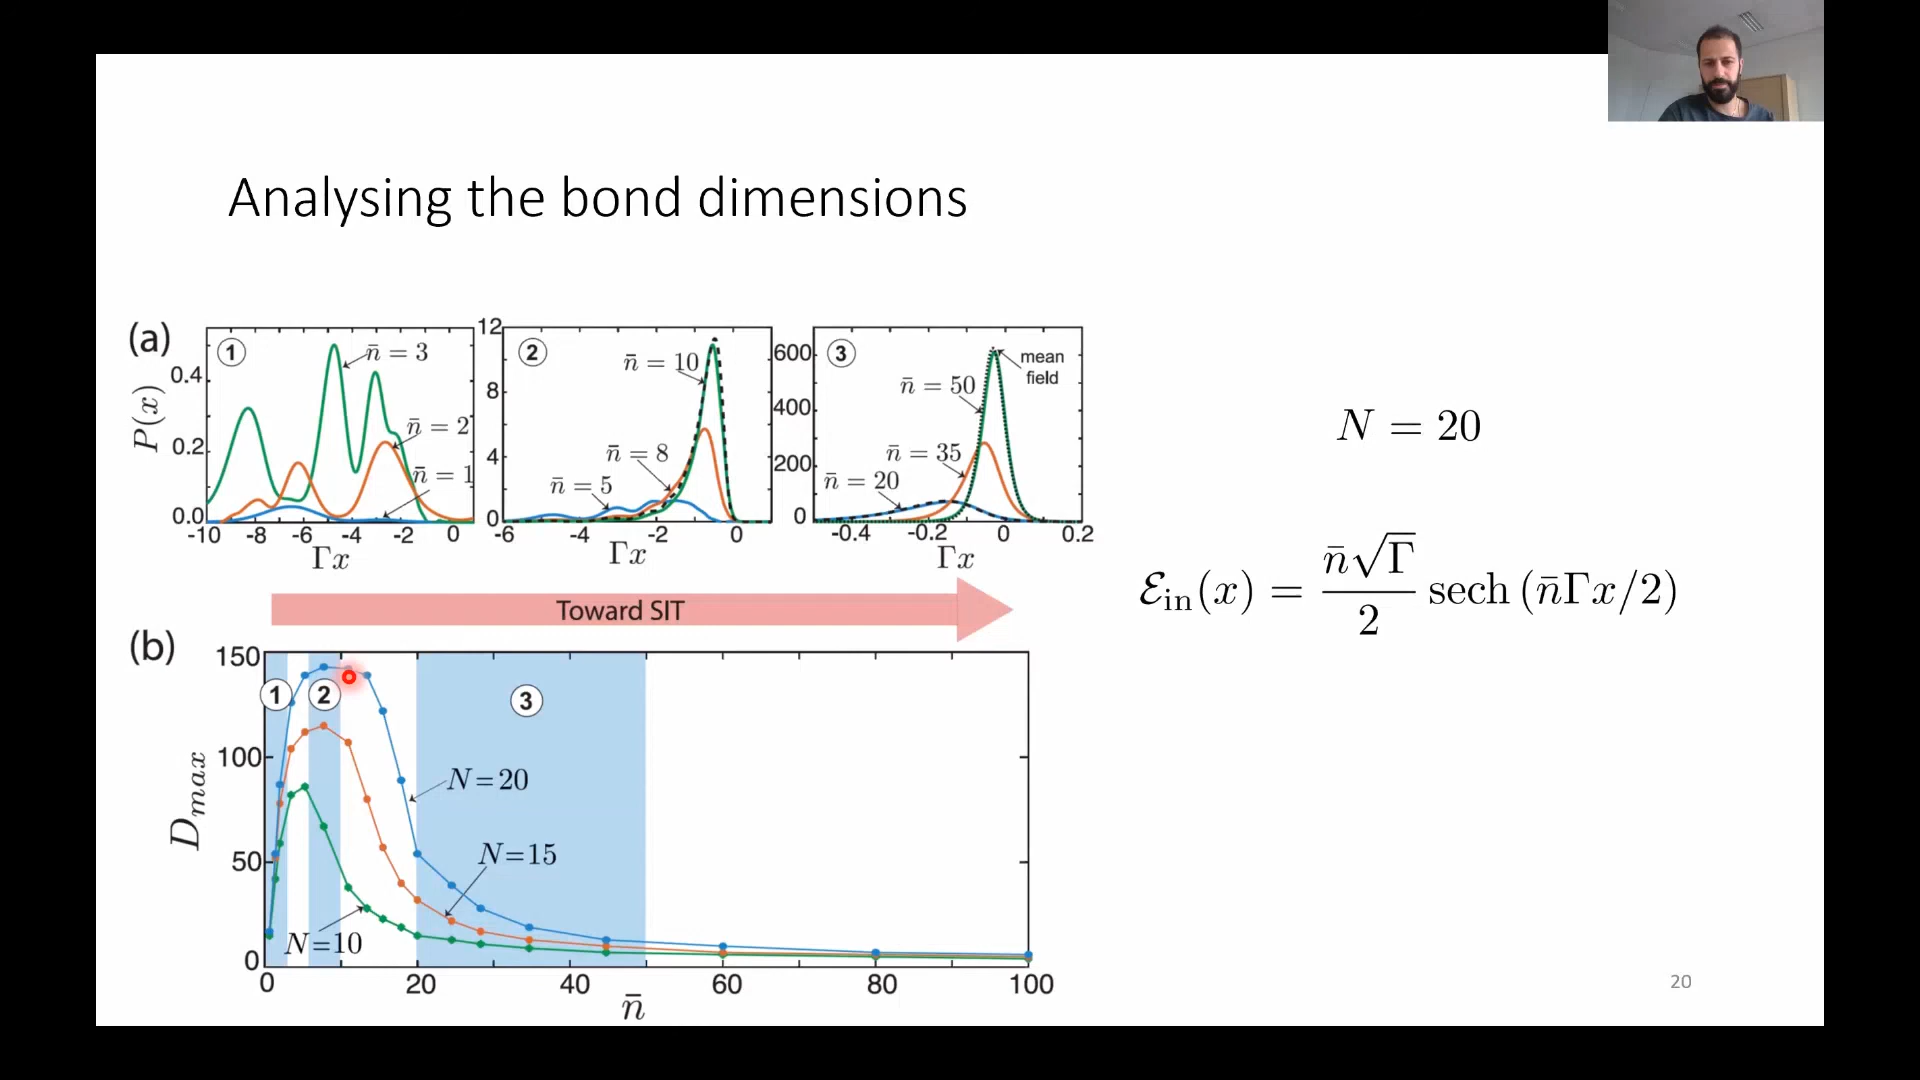 Analysing the bond dimensions
(a)
P(x)
0.4
0.2
0.0
1
n̄ = 3
n̄ = 2
n̄ = 1
-10 -8 -6 -4 -2 0
Γx
12
8
4
0
2
n̄ = 10
n̄ = 8
n̄ = 5
-6 -4 -2 0
Γx
600
400
200
0
3
mean
field
n̄ = 50
n̄ = 35
n̄ = 20
-0.4 -0.2 0 0.2
Γx
N = 20
ℰin(x) = n̄√Γ / 2 sech (n̄Γx/2)
Toward SIT
(b)
Dmax
150
100
50
0
1
2
3
N=20
N=15
N=10
0 20 40 60 80 100
n̄
20